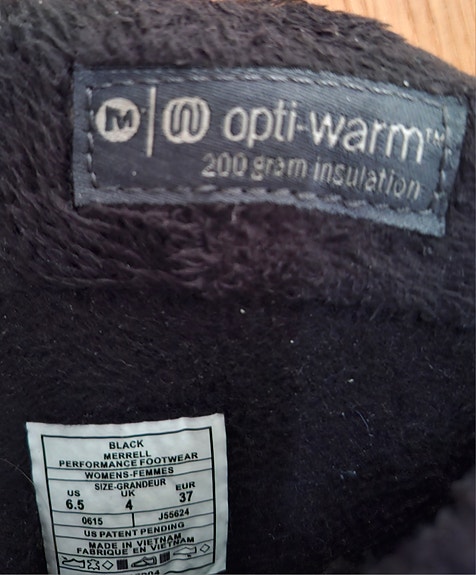 M opti-warm™
200 gram insulation
BLACK
MERRELL
PERFORMANCE FOOTWEAR
WOMENS-FEMMES
SIZE-GRANDEUR
US UK EUR
6.5 4 37
0615 J55624
US PATENT PENDING
MADE IN VIETNAM
FABRIQUE EN VIETNAM